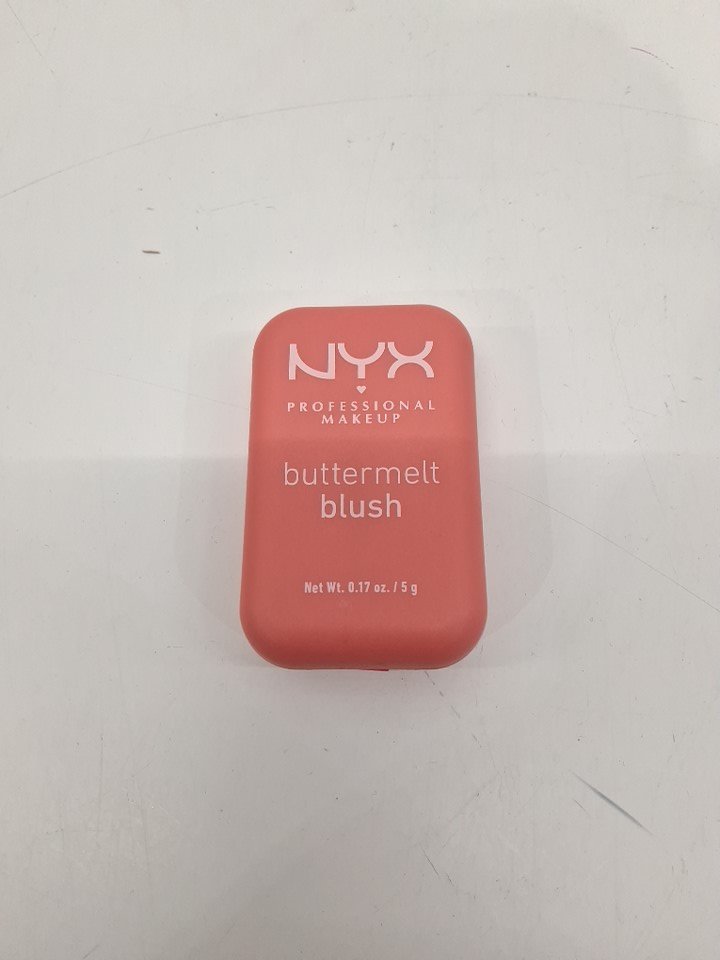 NYX
PROFESSIONAL
MAKEUP
buttermelt
blush
Net Wt. 0.17 oz. / 5 g